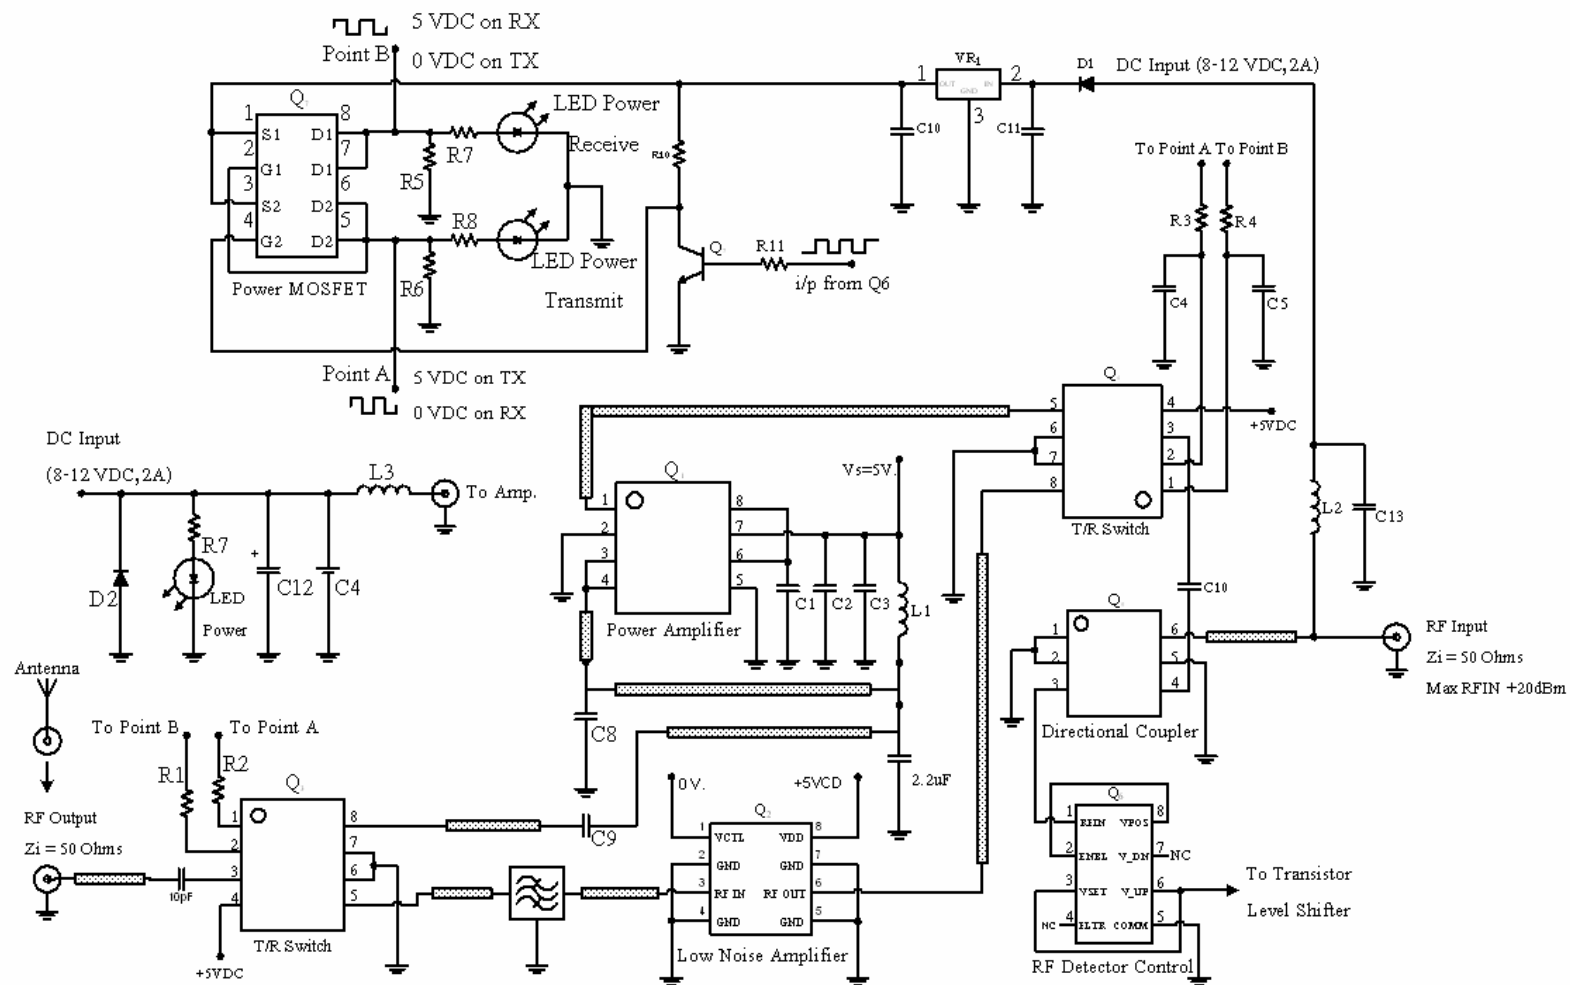 5 VDC on RX
Point B
0 VDC on TX
Q
1
S1
2
G1
3
S2
4
G2
8
D1
7
D1
6
D2
5
D2
Power MOSFET
R7
R5
LED Power
Receive
R8
R6
LED Power
Transmit
R10
Q
R11
i/p from Q6
C10
1
VR1
OUT
IN
GND
2
3
C11
D1
DC Input (8-12 VDC,2A)
To Point A
To Point B
R3
R4
C4
C5
Point A
5 VDC on TX
0 VDC on RX
DC Input
(8-12 VDC,2A)
L3
To Amp.
D2
R7
LED
Power
+
C12
C4
Q
1
2
3
4
8
7
6
5
Power Amplifier
Vs=5V.
C1
C2
C3
L1
Q
5
6
7
8
4
3
2
1
T/R Switch
+5VDC
L2
C13
C10
Q
1
2
3
6
5
4
Directional Coupler
RF Input
Zi = 50 Ohms
Max RFIN +20dBm
Antenna
To Point B
To Point A
R1
R2
RF Output
Zi = 50 Ohms
10pF
Q
1
2
3
4
8
7
6
5
T/R Switch
+5VDC
C8
C9
2.2uF
0 V.
+5VCD
Q2
1
VCTL
2
GND
3
RF IN
4
GND
VDD
8
GND
7
RF OUT
6
GND
5
Low Noise Amplifier
Q5
1
RFIN
2
ENBL
3
VSET
NC
4
FLTR
VPOS
8
V_DN
7
NC
V_UP
6
COMM
5
RF Detector Control
To Transistor
Level Shifter